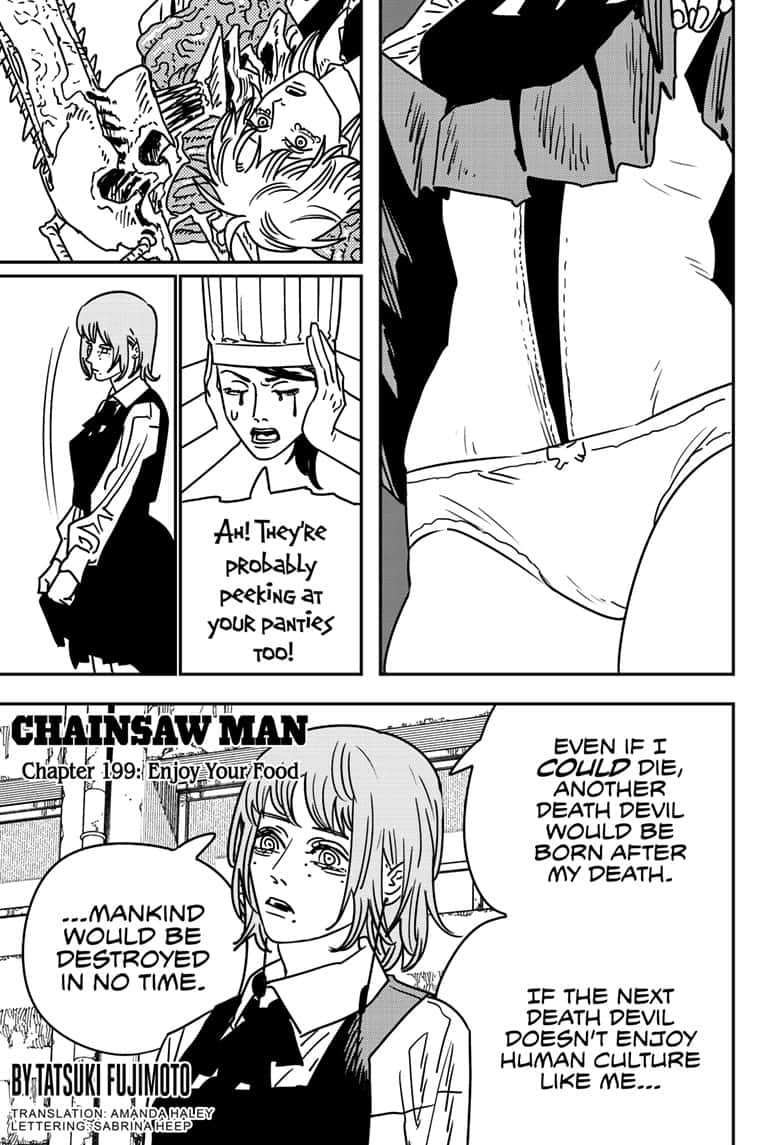 AH! THEY'RE
PROBABLY
PEEKING AT
YOUR PANTIES
TOO!
CHAINSAW MAN
Chapter 199: Enjoy Your Food
EVEN IF I
COULD DIE,
ANOTHER
DEATH DEVIL
WOULD BE
BORN AFTER
MY DEATH.
IF THE NEXT
DEATH DEVIL
DOESN'T ENJOY
HUMAN CULTURE
LIKE ME...
...MANKIND
WOULD BE
DESTROYED
IN NO TIME.
BY TATSUKI FUJIMOTO
TRANSLATION: AMANDA HALEY
LETTERING: SABRINA HEEP